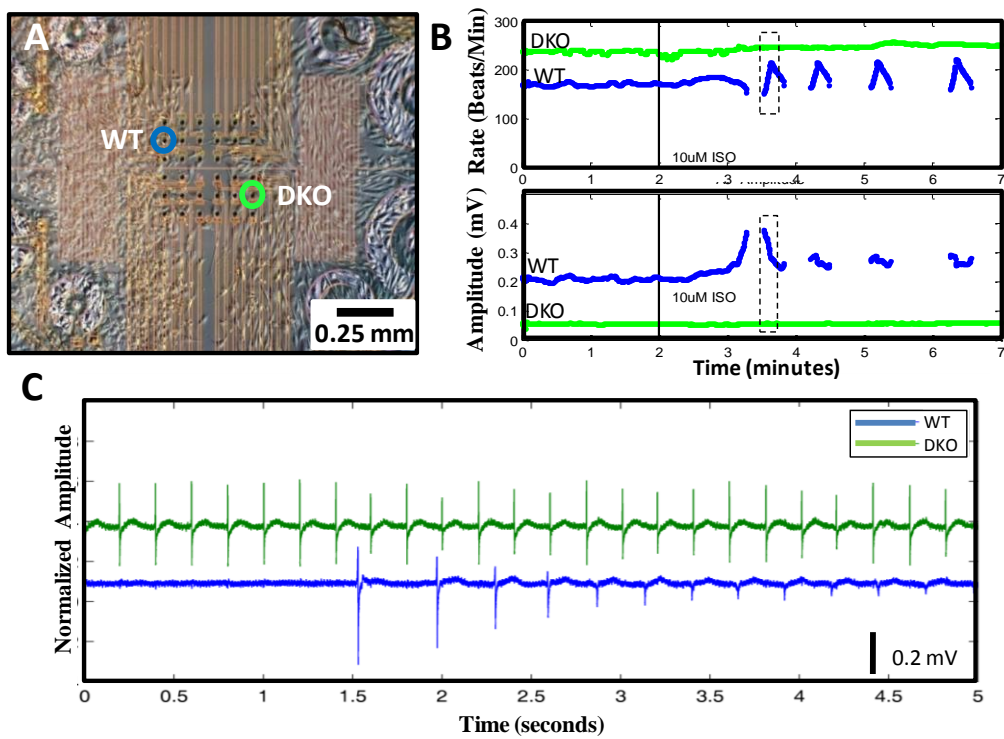 A
WT
DKO
0.25 mm
B
Rate (Beats/Min)
300
200
100
0
DKO
WT
10uM ISO
0 1 2 3 4 5 6 7
Amplitude (mV)
0.5
0.4
0.3
0.2
0.1
0
WT
10uM ISO
DKO
0 1 2 3 4 5 6 7
Time (minutes)
C
Normalized Amplitude
WT
DKO
0.2 mV
0 0.5 1 1.5 2 2.5 3 3.5 4 4.5 5
Time (seconds)